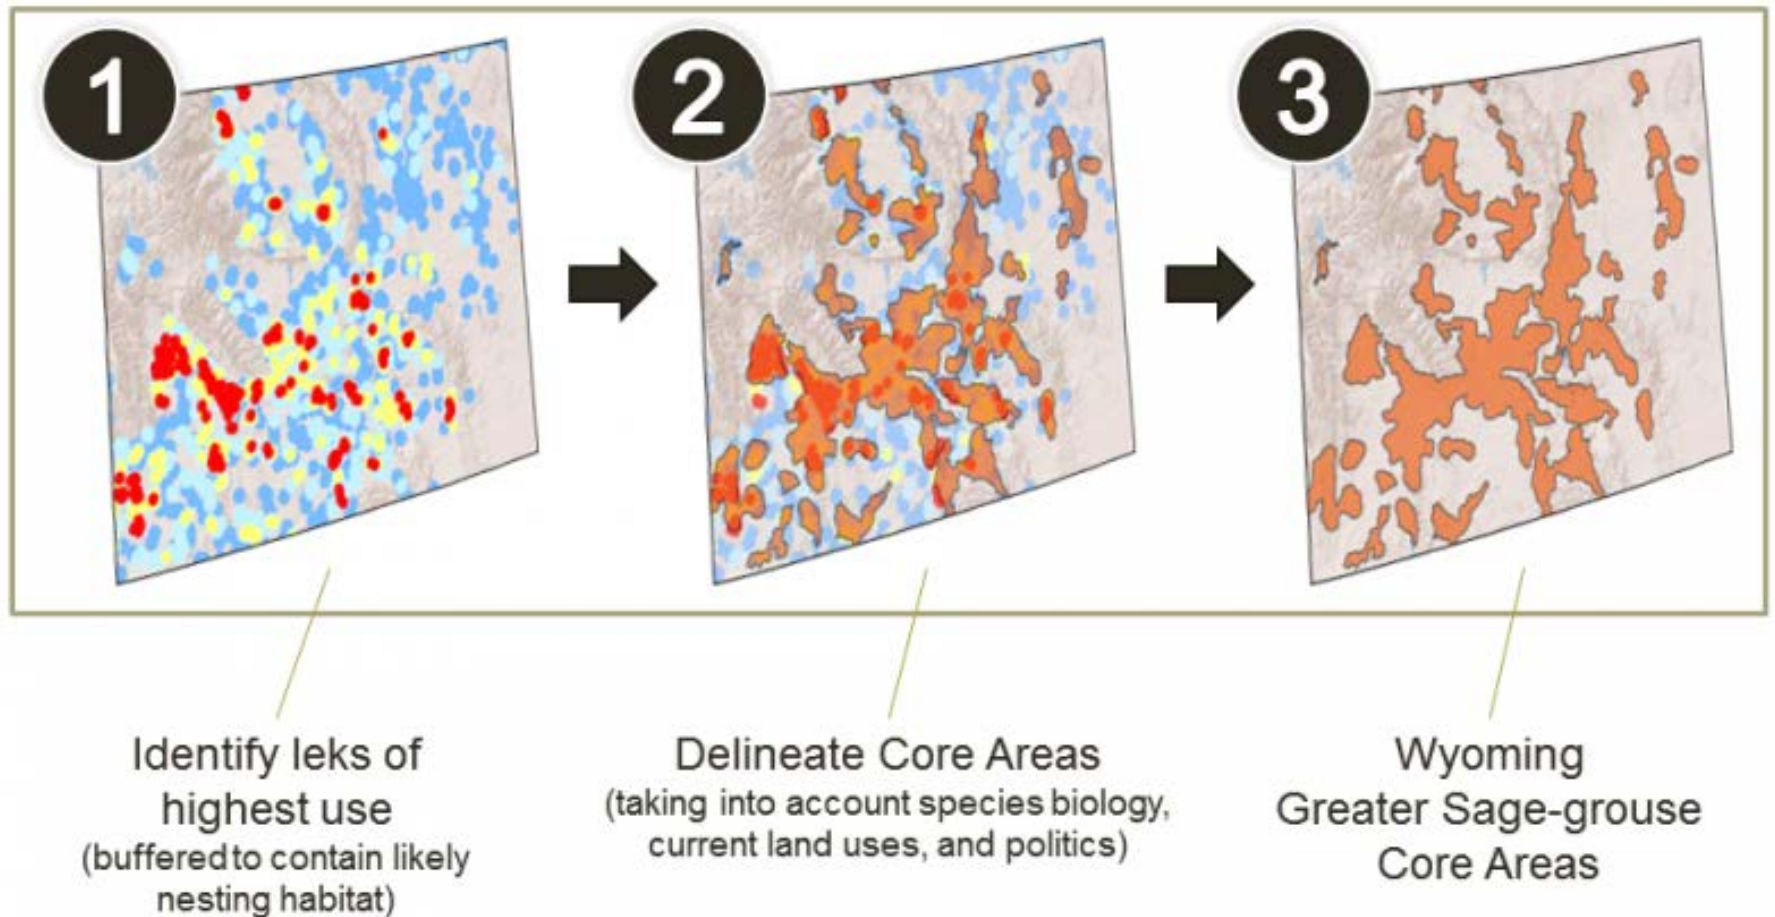 1
2
3
Identify leks of
highest use
(buffered to contain likely
nesting habitat)
Delineate Core Areas
(taking into account species biology,
current land uses, and politics)
Wyoming
Greater Sage-grouse
Core Areas